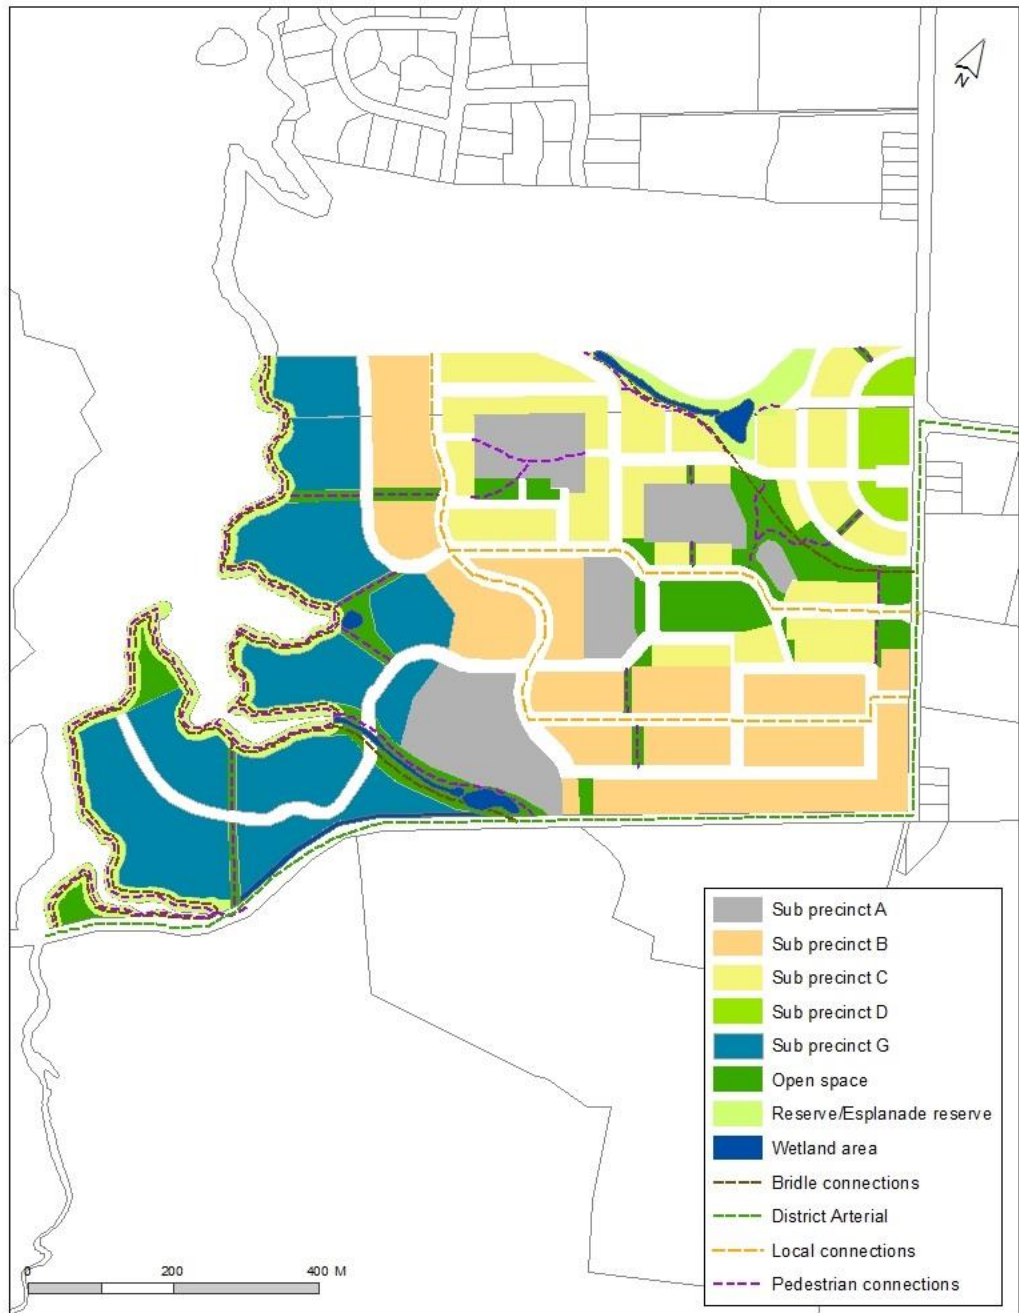 N
Sub precinct A
Sub precinct B
Sub precinct C
Sub precinct D
Sub precinct G
Open space
Reserve/Esplanade reserve
Wetland area
Bridle connections
District Arterial
Local connections
Pedestrian connections
0 200 400 M